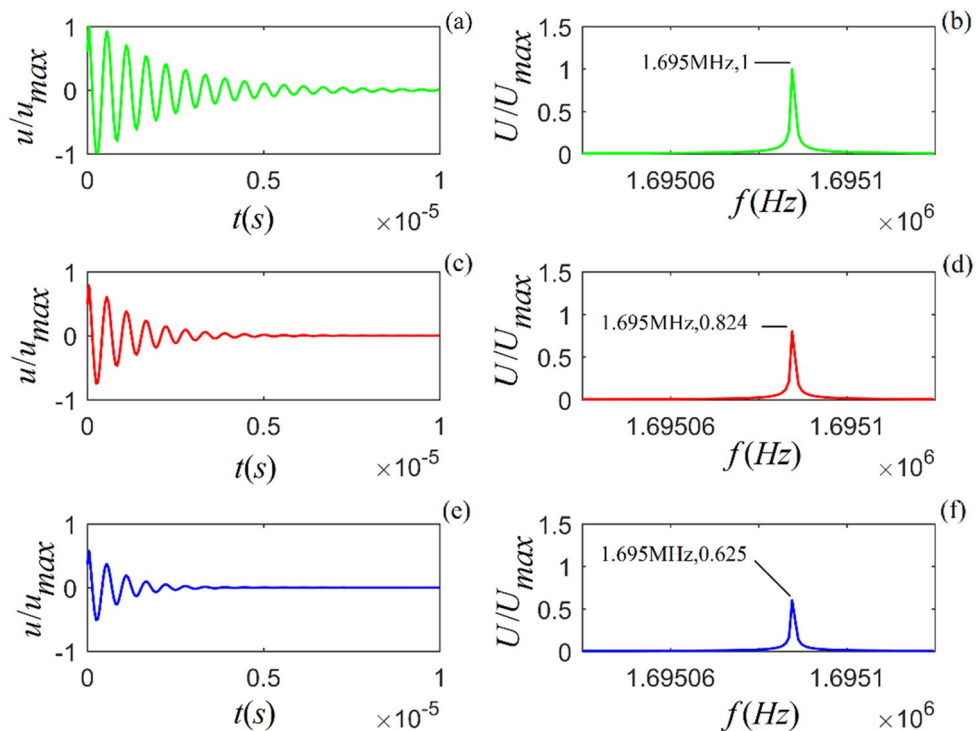 (a)
1
0
-1
u/u_max
0
0.5
1
t(s)
×10^-5
(b)
1.5
1
0.5
0
U/U_max
1.695MHz,1
1.69506
1.6951
f(Hz)
×10^6
(c)
1
0
-1
u/u_max
0
0.5
1
t(s)
×10^-5
(d)
1.5
1
0.5
0
U/U_max
1.695MHz,0.824
1.69506
1.6951
f(Hz)
×10^6
(e)
1
0
-1
u/u_max
0
0.5
1
t(s)
×10^-5
(f)
1.5
1
0.5
0
U/U_max
1.695MHz,0.625
1.69506
1.6951
f(Hz)
×10^6